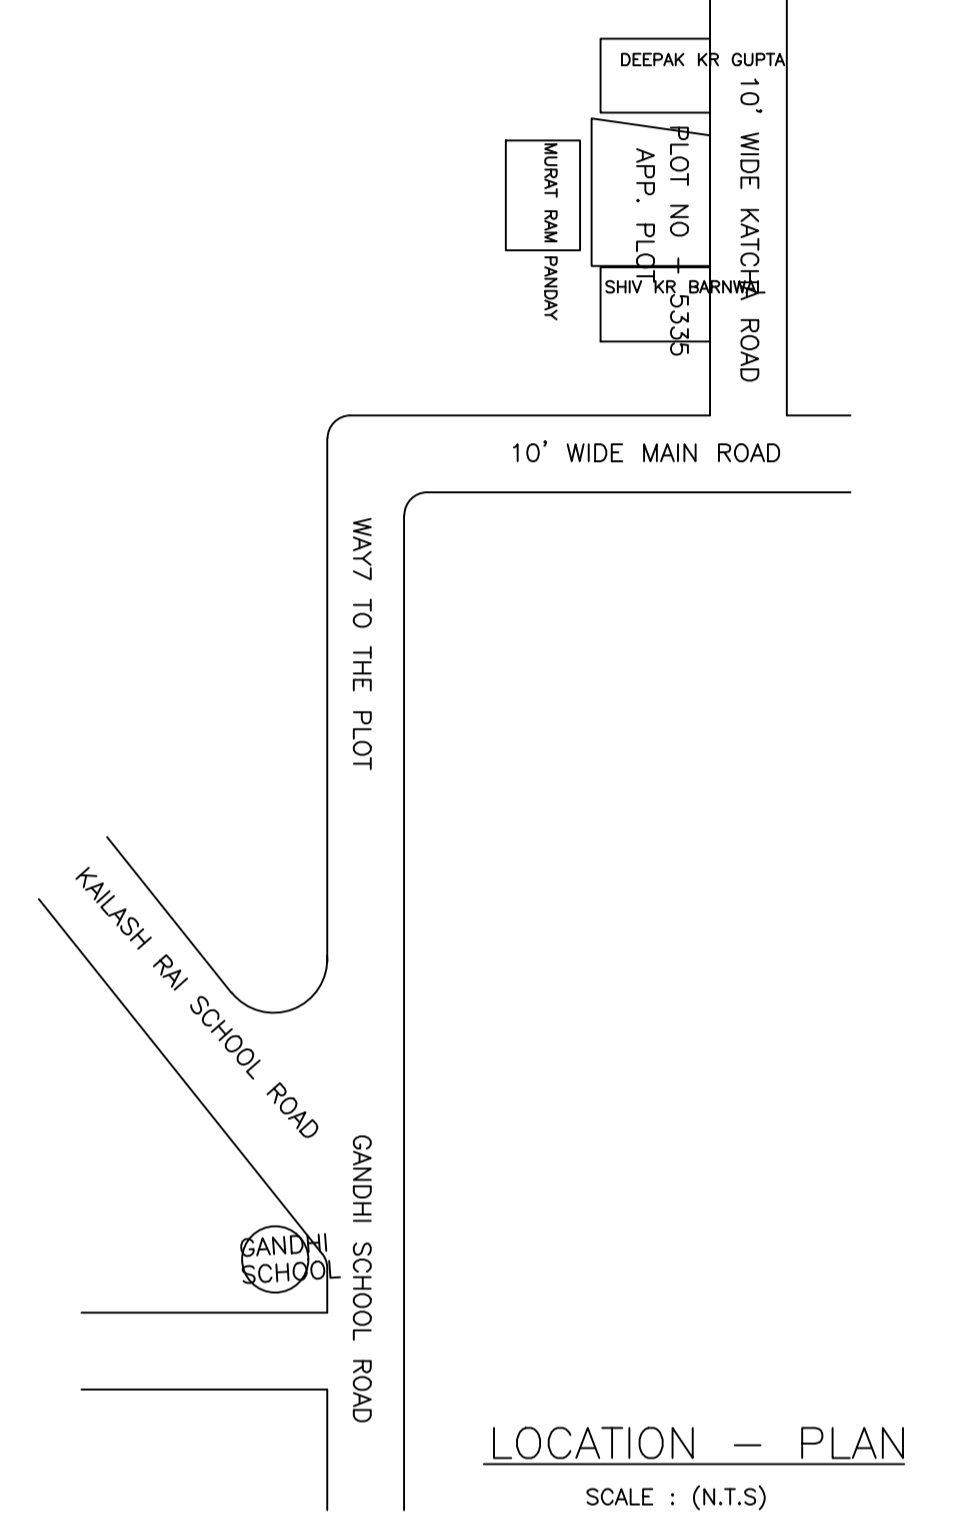 DEEPAK KR GUPTA
10' WIDE KATCHA ROAD
PLOT NO - 5335
APP. PLOT
MURAT RAM PANDAY
SHIV KR BARNWAL
10' WIDE MAIN ROAD
WAY7 TO THE PLOT
KAILASH RAI SCHOOL ROAD
GANDHI SCHOOL ROAD
GANDHI
SCHOOL
LOCATION - PLAN
SCALE : (N.T.S)